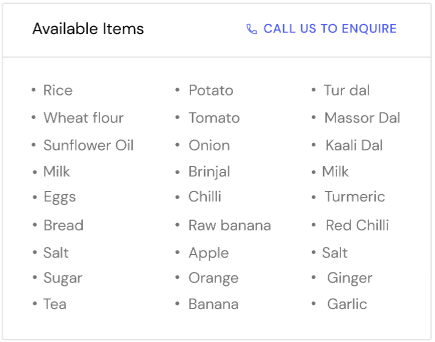 Available Items
CALL US TO ENQUIRE
• Rice
• Wheat flour
• Sunflower Oil
• Milk
• Eggs
• Bread
• Salt
• Sugar
• Tea
• Potato
• Tomato
• Onion
• Brinjal
• Chilli
• Raw banana
• Apple
• Orange
• Banana
• Tur dal
• Massor Dal
• Kaali Dal
• Milk
• Turmeric
• Red Chilli
• Salt
• Ginger
• Garlic